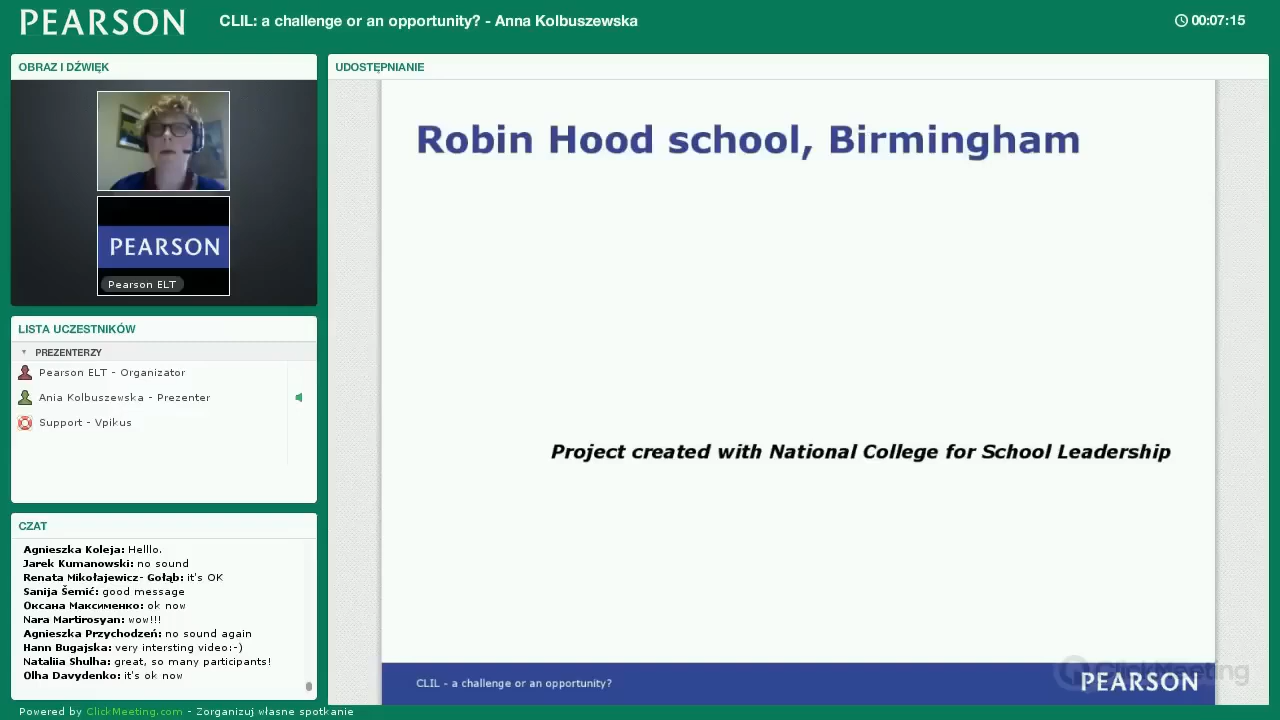 PEARSON
CLIL: a challenge or an opportunity? - Anna Kolbuszewska
00:07:15
OBRAZ I DŹWIĘK
PEARSON
Pearson ELT
LISTA UCZESTNIKÓW
PREZENTERZY
Pearson ELT - Organizator
Ania Kolbuszewska - Prezenter
Support - Vpikus
CZAT
Agnieszka Koleja: Helllo.
Jarek Kumanowski: no sound
Renata Mikołajewicz- Gołąb: it's OK
Sanija Šemić: good message
Оксана Максименко: ok now
Nara Martirosyan: wow!!!
Agnieszka Przychodzeń: no sound again
Hann Bugajska: very intersting video:-)
Nataliia Shulha: great, so many participants!
Olha Davydenko: it's ok now
UDOSTĘPNIANIE
Robin Hood school, Birmingham
Project created with National College for School Leadership
CLIL - a challenge or an opportunity?
PEARSON
ClickMeeting
Powered by ClickMeeting.com - Zorganizuj własne spotkanie